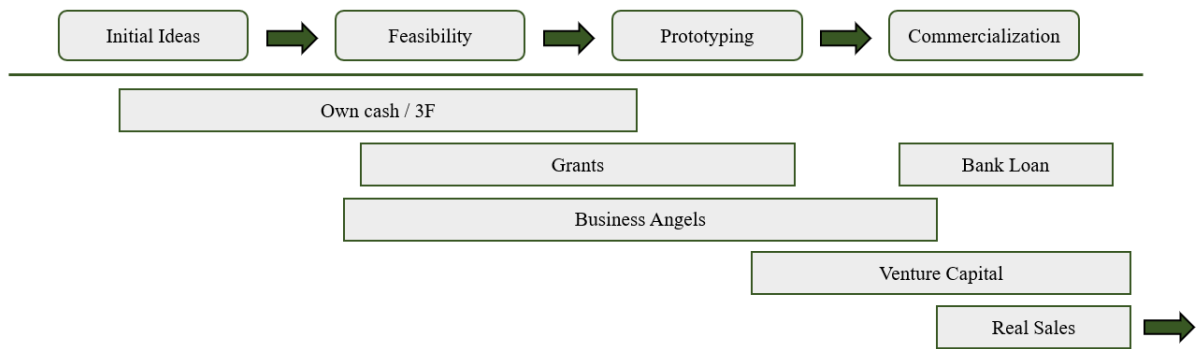 Initial Ideas
Feasibility
Prototyping
Commercialization
Own cash / 3F
Grants
Bank Loan
Business Angels
Venture Capital
Real Sales